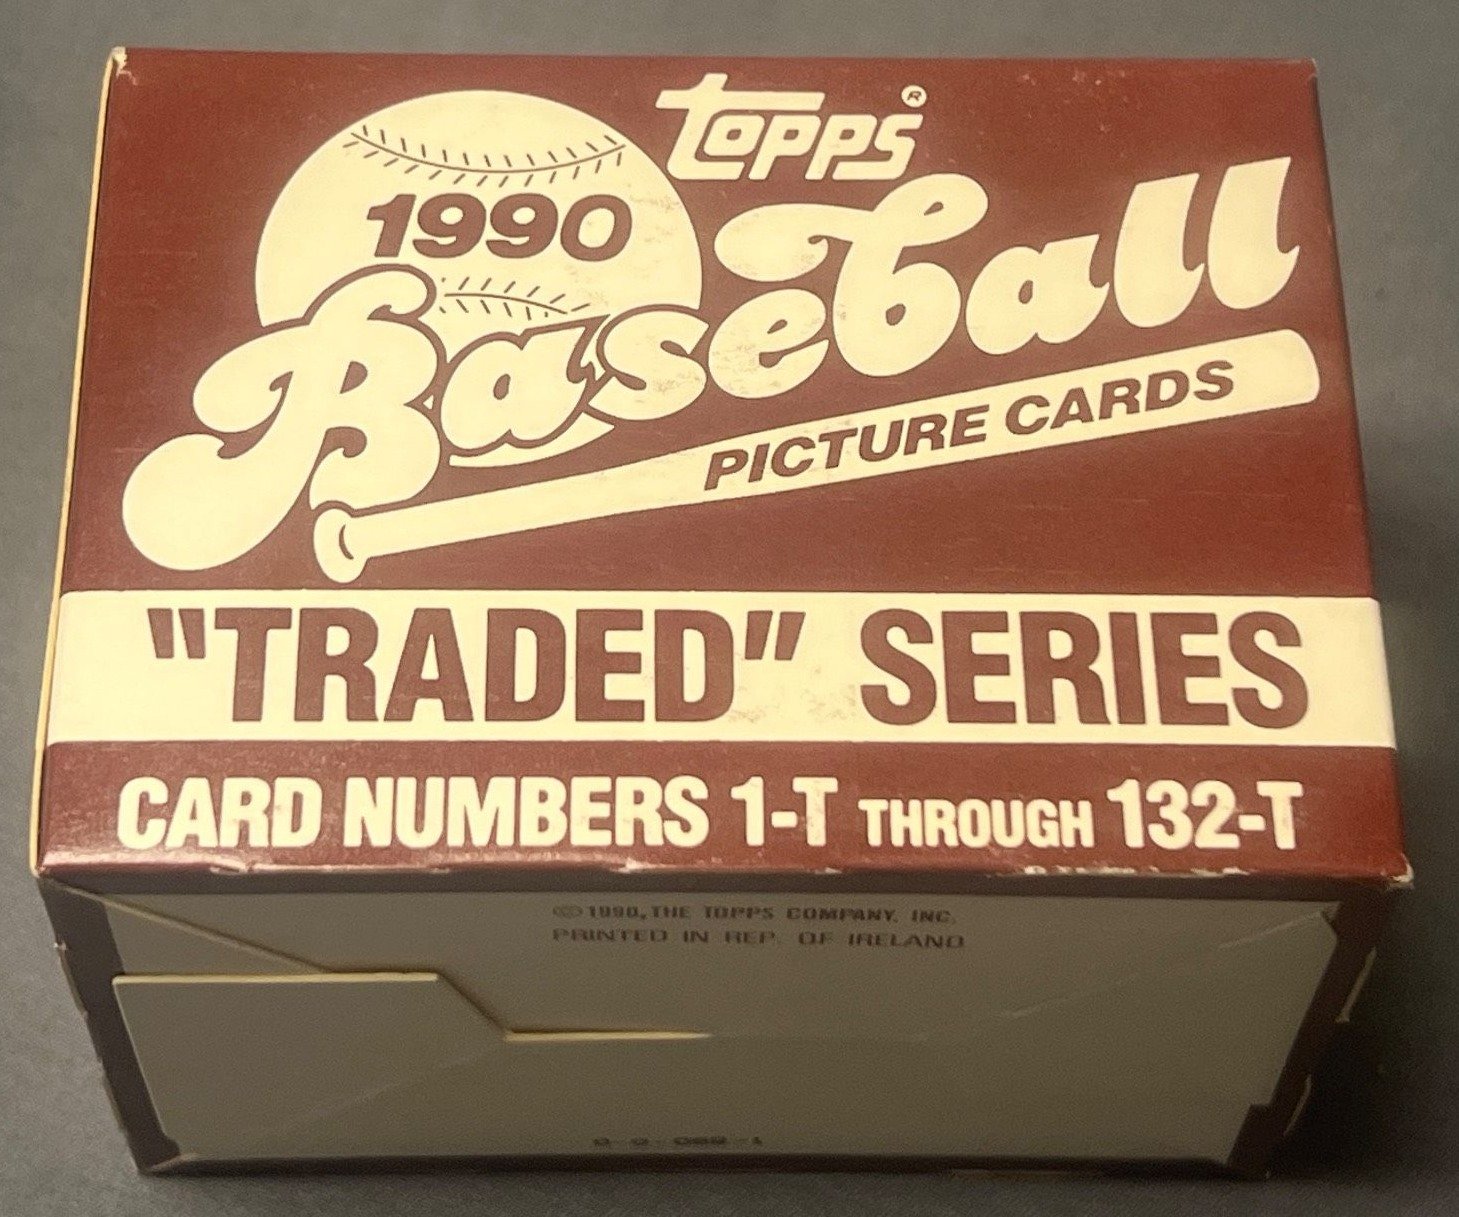 topps®
1990
Baseball
PICTURE CARDS
"TRADED" SERIES
CARD NUMBERS 1-T THROUGH 132-T
© 1990, THE TOPPS COMPANY, INC.
PRINTED IN REP. OF IRELAND